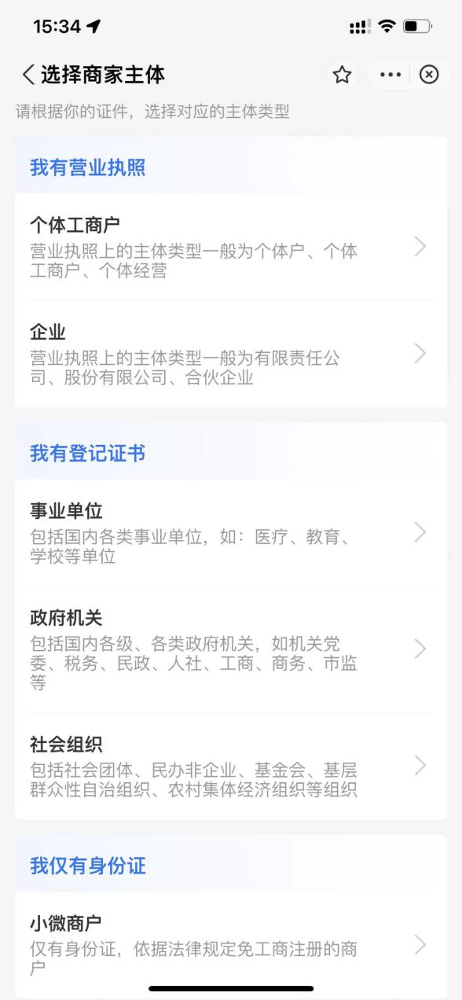 15:34
选择商家主体
请根据你的证件，选择对应的主体类型
我有营业执照
个体工商户
营业执照上的主体类型一般为个体户、个体
工商户、个体经营
企业
营业执照上的主体类型一般为有限责任公
司、股份有限公司、合伙企业
我有登记证书
事业单位
包括国内各类事业单位，如：医疗、教育、
学校等单位
政府机关
包括国内各级、各类政府机关，如机关党
委、税务、民政、人社、工商、商务、市监
等
社会组织
包括社会团体、民办非企业、基金会、基层
群众性自治组织、农村集体经济组织等组织
我仅有身份证
小微商户
仅有身份证，依据法律规定免工商注册的商
户